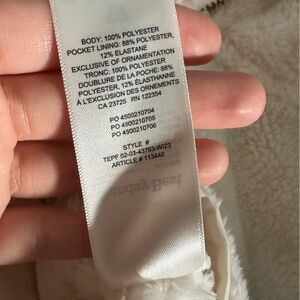 BODY: 100% POLYESTER
POCKET LINING: 88% POLYESTER,
12% ELASTANE
EXCLUSIVE OF ORNAMENTATION
TRONC: 100% POLYESTER
DOUBLURE DE LA POCHE: 88%
POLYESTER, 12% ÉLASTHANNE
À L'EXCLUSION DES ORNEMENTS
CA 23725 RN 122354
PO 4500210704
PO 4500210705
PO 4500210706
STYLE #
TEPF 02-03-43763-WI23
ARTICLE # 113440